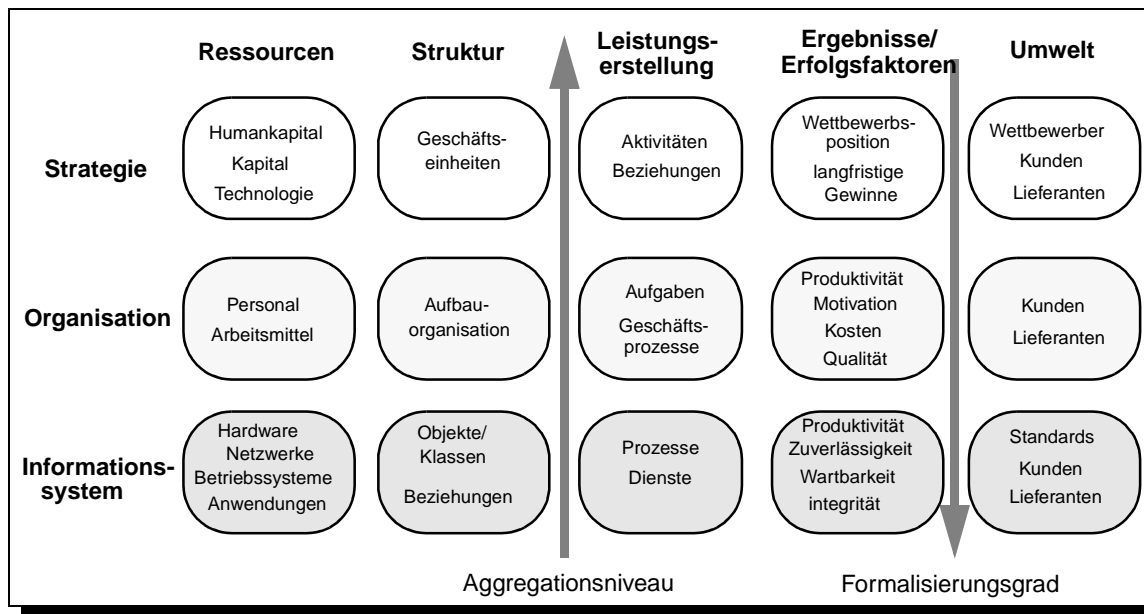 Ressourcen
Struktur
Leistungs-
erstellung
Ergebnisse/
Erfolgsfaktoren
Umwelt
Strategie
Humankapital
Kapital
Technologie
Geschäfts-
einheiten
Aktivitäten
Beziehungen
Wettbewerbs-
position
langfristige
Gewinne
Wettbewerber
Kunden
Lieferanten
Organisation
Personal
Arbeitsmittel
Aufbau-
organisation
Aufgaben
Geschäfts-
prozesse
Produktivität
Motivation
Kosten
Qualität
Kunden
Lieferanten
Informations-
system
Hardware
Netzwerke
Betriebssysteme
Anwendungen
Objekte/
Klassen
Beziehungen
Prozesse
Dienste
Produktivität
Zuverlässigkeit
Wartbarkeit
integrität
Standards
Kunden
Lieferanten
Aggregationsniveau
Formalisierungsgrad